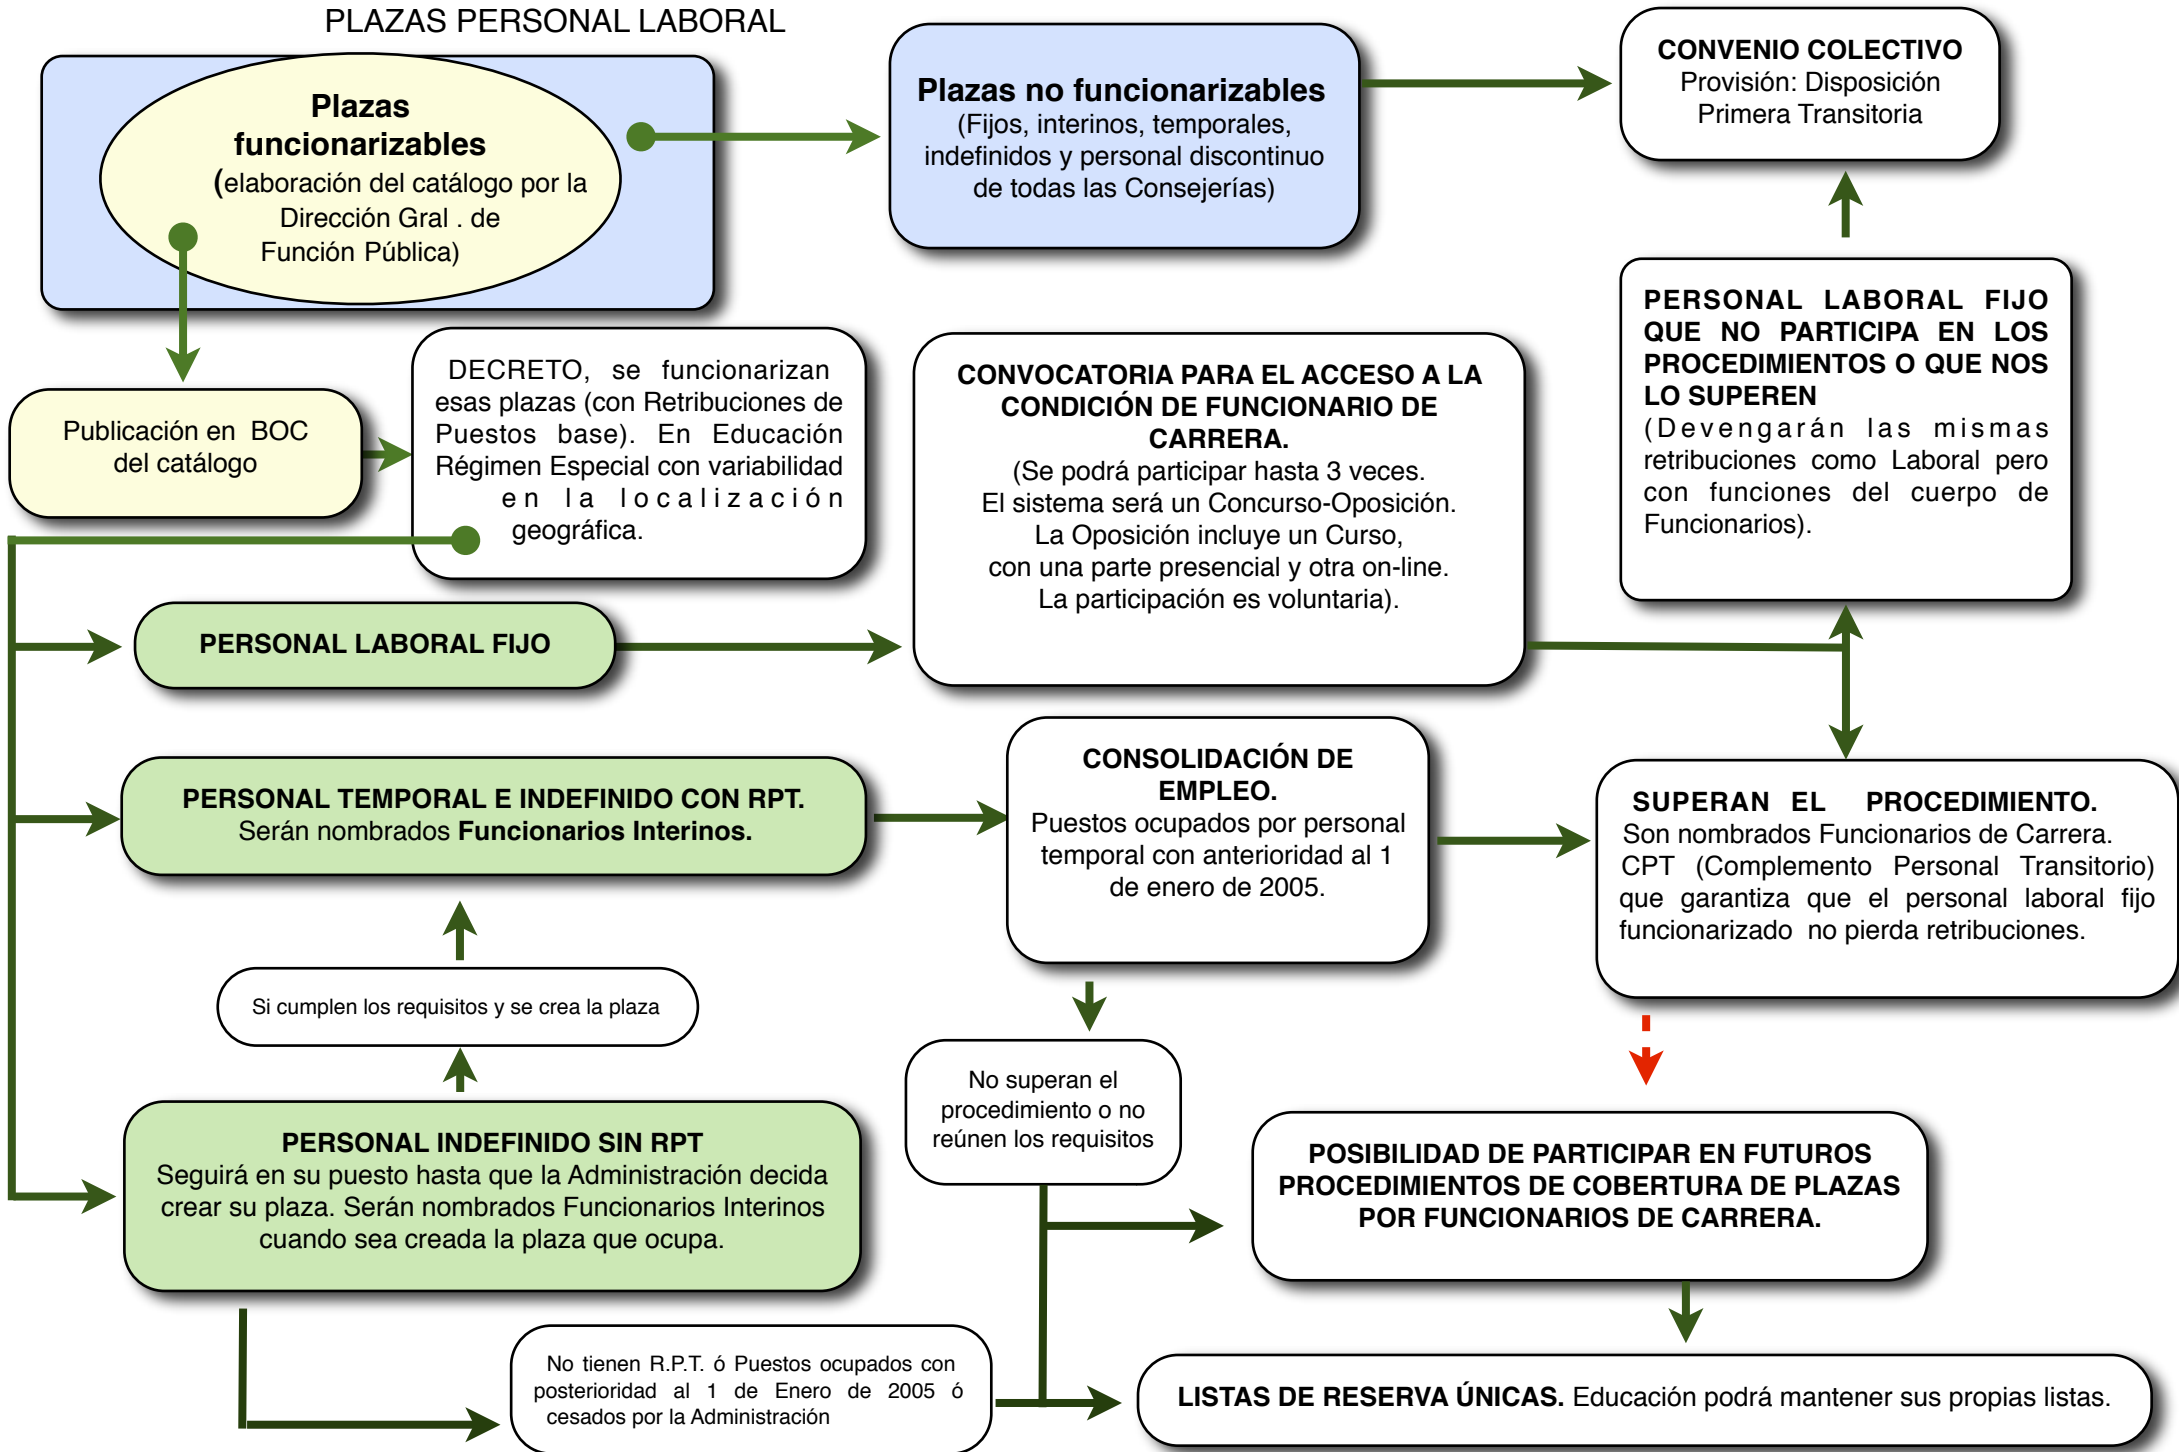 PLAZAS PERSONAL LABORAL
Plazas
funcionarizables
(elaboración del catálogo por la
Dirección Gral . de
Función Pública)
Plazas no funcionarizables
(Fijos, interinos, temporales,
indefinidos y personal discontinuo
de todas las Consejerías)
CONVENIO COLECTIVO
Provisión: Disposición
Primera Transitoria
Publicación en BOC
del catálogo
DECRETO, se funcionarizan
esas plazas (con Retribuciones de
Puestos base). En Educación
Régimen Especial con variabilidad
en la localización
geográfica.
CONVOCATORIA PARA EL ACCESO A LA
CONDICIÓN DE FUNCIONARIO DE
CARRERA.
(Se podrá participar hasta 3 veces.
El sistema será un Concurso-Oposición.
La Oposición incluye un Curso,
con una parte presencial y otra on-line.
La participación es voluntaria).
PERSONAL LABORAL FIJO
QUE NO PARTICIPA EN LOS
PROCEDIMIENTOS O QUE NOS
LO SUPEREN
(Devengarán las mismas
retribuciones como Laboral pero
con funciones del cuerpo de
Funcionarios).
PERSONAL LABORAL FIJO
PERSONAL TEMPORAL E INDEFINIDO CON RPT.
Serán nombrados Funcionarios Interinos.
CONSOLIDACIÓN DE
EMPLEO.
Puestos ocupados por personal
temporal con anterioridad al 1
de enero de 2005.
SUPERAN EL PROCEDIMIENTO.
Son nombrados Funcionarios de Carrera.
CPT (Complemento Personal Transitorio)
que garantiza que el personal laboral fijo
funcionarizado no pierda retribuciones.
Si cumplen los requisitos y se crea la plaza
No superan el
procedimiento o no
reúnen los requisitos
PERSONAL INDEFINIDO SIN RPT
Seguirá en su puesto hasta que la Administración decida
crear su plaza. Serán nombrados Funcionarios Interinos
cuando sea creada la plaza que ocupa.
POSIBILIDAD DE PARTICIPAR EN FUTUROS
PROCEDIMIENTOS DE COBERTURA DE PLAZAS
POR FUNCIONARIOS DE CARRERA.
No tienen R.P.T. ó Puestos ocupados con
posterioridad al 1 de Enero de 2005 ó
cesados por la Administración
LISTAS DE RESERVA ÚNICAS. Educación podrá mantener sus propias listas.